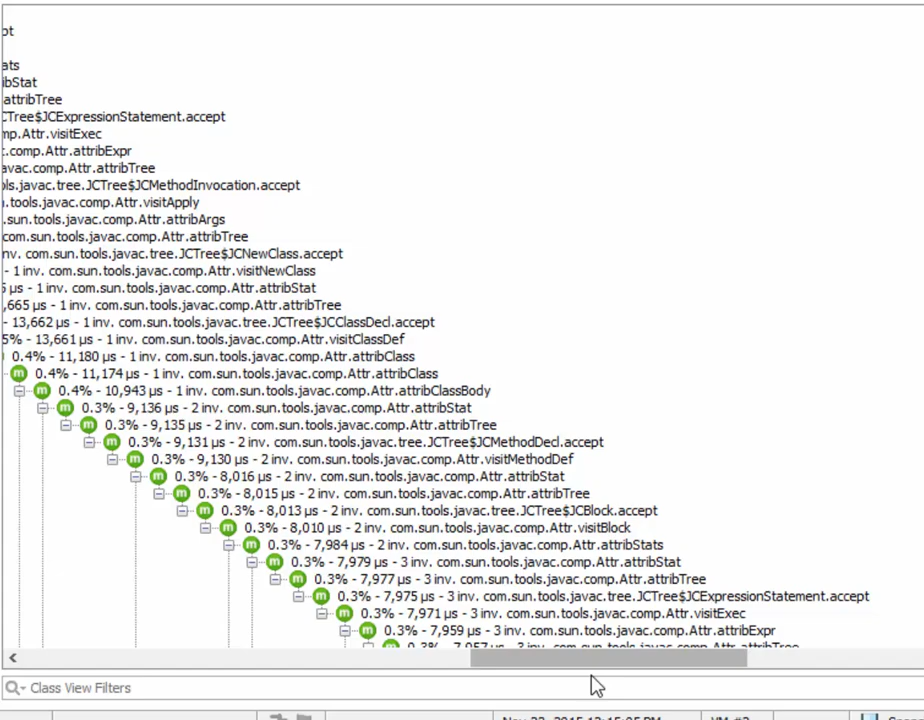 pt
ats
ibStat
attribTree
CTree$JCExpressionStatement.accept
mp.Attr.visitExec
.comp.Attr.attribExpr
avac.comp.Attr.attribTree
ols.javac.tree.JCTree$JCMethodInvocation.accept
.tools.javac.comp.Attr.visitApply
.sun.tools.javac.comp.Attr.attribArgs
com.sun.tools.javac.comp.Attr.attribTree
nv. com.sun.tools.javac.tree.JCTree$JCNewClass.accept
- 1 inv. com.sun.tools.javac.comp.Attr.visitNewClass
5 µs - 1 inv. com.sun.tools.javac.comp.Attr.attribStat
,665 µs - 1 inv. com.sun.tools.javac.comp.Attr.attribTree
- 13,662 µs - 1 inv. com.sun.tools.javac.tree.JCTree$JCClassDecl.accept
5% - 13,661 µs - 1 inv. com.sun.tools.javac.comp.Attr.visitClassDef
0.4% - 11,180 µs - 1 inv. com.sun.tools.javac.comp.Attr.attribClass
m 0.4% - 11,174 µs - 1 inv. com.sun.tools.javac.comp.Attr.attribClass
m 0.4% - 10,943 µs - 1 inv. com.sun.tools.javac.comp.Attr.attribClassBody
m 0.3% - 9,136 µs - 2 inv. com.sun.tools.javac.comp.Attr.attribStat
m 0.3% - 9,135 µs - 2 inv. com.sun.tools.javac.comp.Attr.attribTree
m 0.3% - 9,131 µs - 2 inv. com.sun.tools.javac.tree.JCTree$JCMethodDecl.accept
m 0.3% - 9,130 µs - 2 inv. com.sun.tools.javac.comp.Attr.visitMethodDef
m 0.3% - 8,016 µs - 2 inv. com.sun.tools.javac.comp.Attr.attribStat
m 0.3% - 8,015 µs - 2 inv. com.sun.tools.javac.comp.Attr.attribTree
m 0.3% - 8,013 µs - 2 inv. com.sun.tools.javac.tree.JCTree$JCBlock.accept
m 0.3% - 8,010 µs - 2 inv. com.sun.tools.javac.comp.Attr.visitBlock
m 0.3% - 7,984 µs - 2 inv. com.sun.tools.javac.comp.Attr.attribStats
m 0.3% - 7,979 µs - 3 inv. com.sun.tools.javac.comp.Attr.attribStat
m 0.3% - 7,977 µs - 3 inv. com.sun.tools.javac.comp.Attr.attribTree
m 0.3% - 7,975 µs - 3 inv. com.sun.tools.javac.tree.JCTree$JCExpressionStatement.accept
m 0.3% - 7,971 µs - 3 inv. com.sun.tools.javac.comp.Attr.visitExec
m 0.3% - 7,959 µs - 3 inv. com.sun.tools.javac.comp.Attr.attribExpr
m 0.3% - 7,957 µs - 3 inv. com.sun.tools.javac.comp.Attr.attribTree
Class View Filters